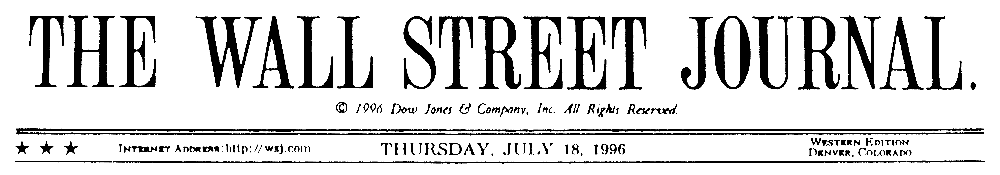 THE WALL STREET JOURNAL.
© 1996 Dow Jones & Company, Inc. All Rights Reserved.
★ ★ ★ INTERNET ADDRESS: http://wsj.com THURSDAY, JULY 18, 1996 WESTERN EDITION
DENVER, COLORADO